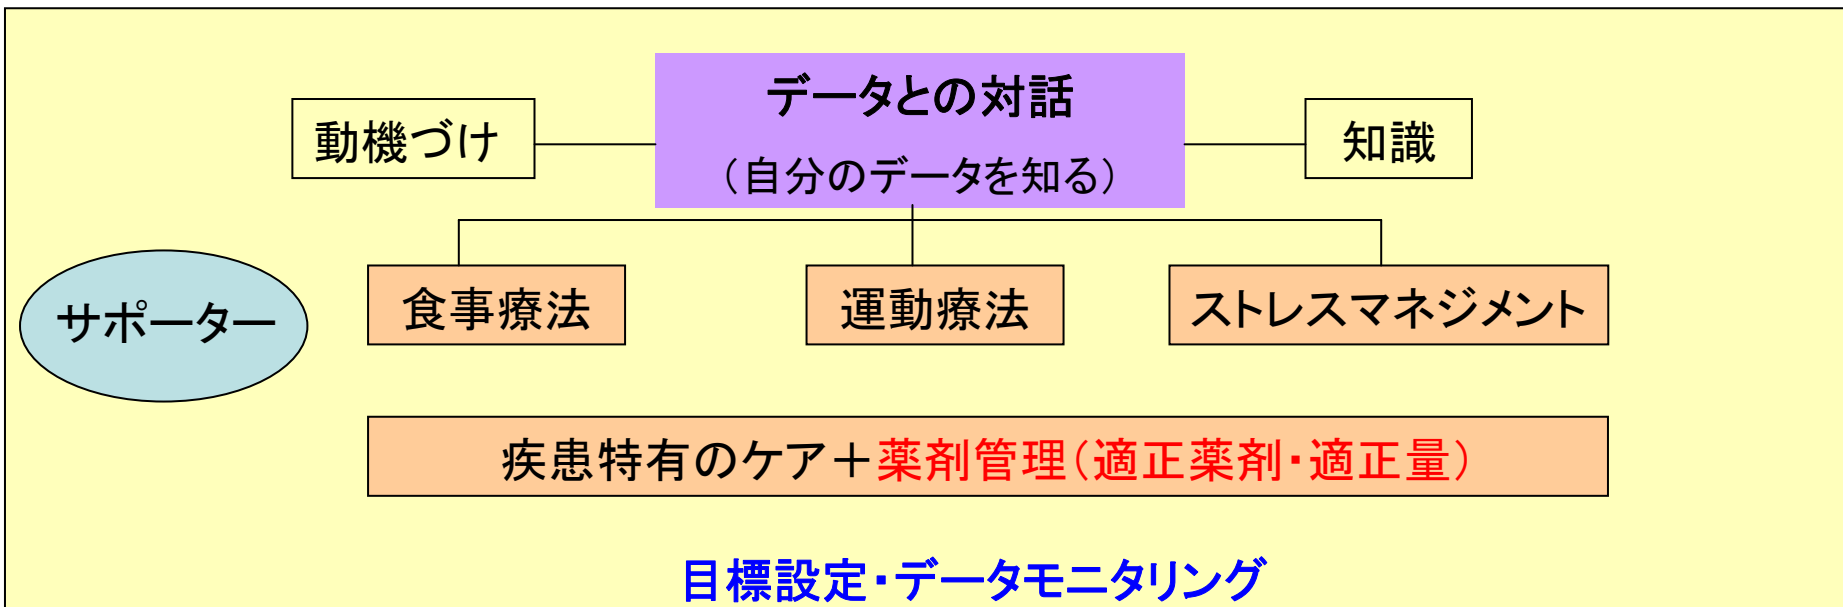 データとの対話
動機づけ
(自分のデータを知る)
知識
サポーター
食事療法
運動療法
ストレスマネジメント
疾患特有のケア+薬剤管理(適正薬剤・適正量)
目標設定・データモニタリング